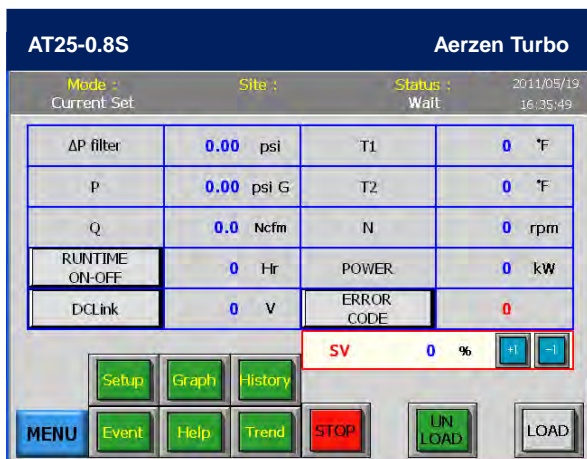 AT25-0.8S Aerzen Turbo
Mode : Site : Status : 2011/05/19
Current Set Wait 16:35:49
ΔP filter 0.00 psi T1 0 °F
P 0.00 psi G T2 0 °F
Q 0.0 Ncfm N 0 rpm
RUNTIME
ON-OFF 0 Hr POWER 0 kW
DCLink 0 V ERROR
CODE 0
SV 0 % +1 -1
Setup Graph History
MENU Event Help Trend STOP UN
LOAD LOAD